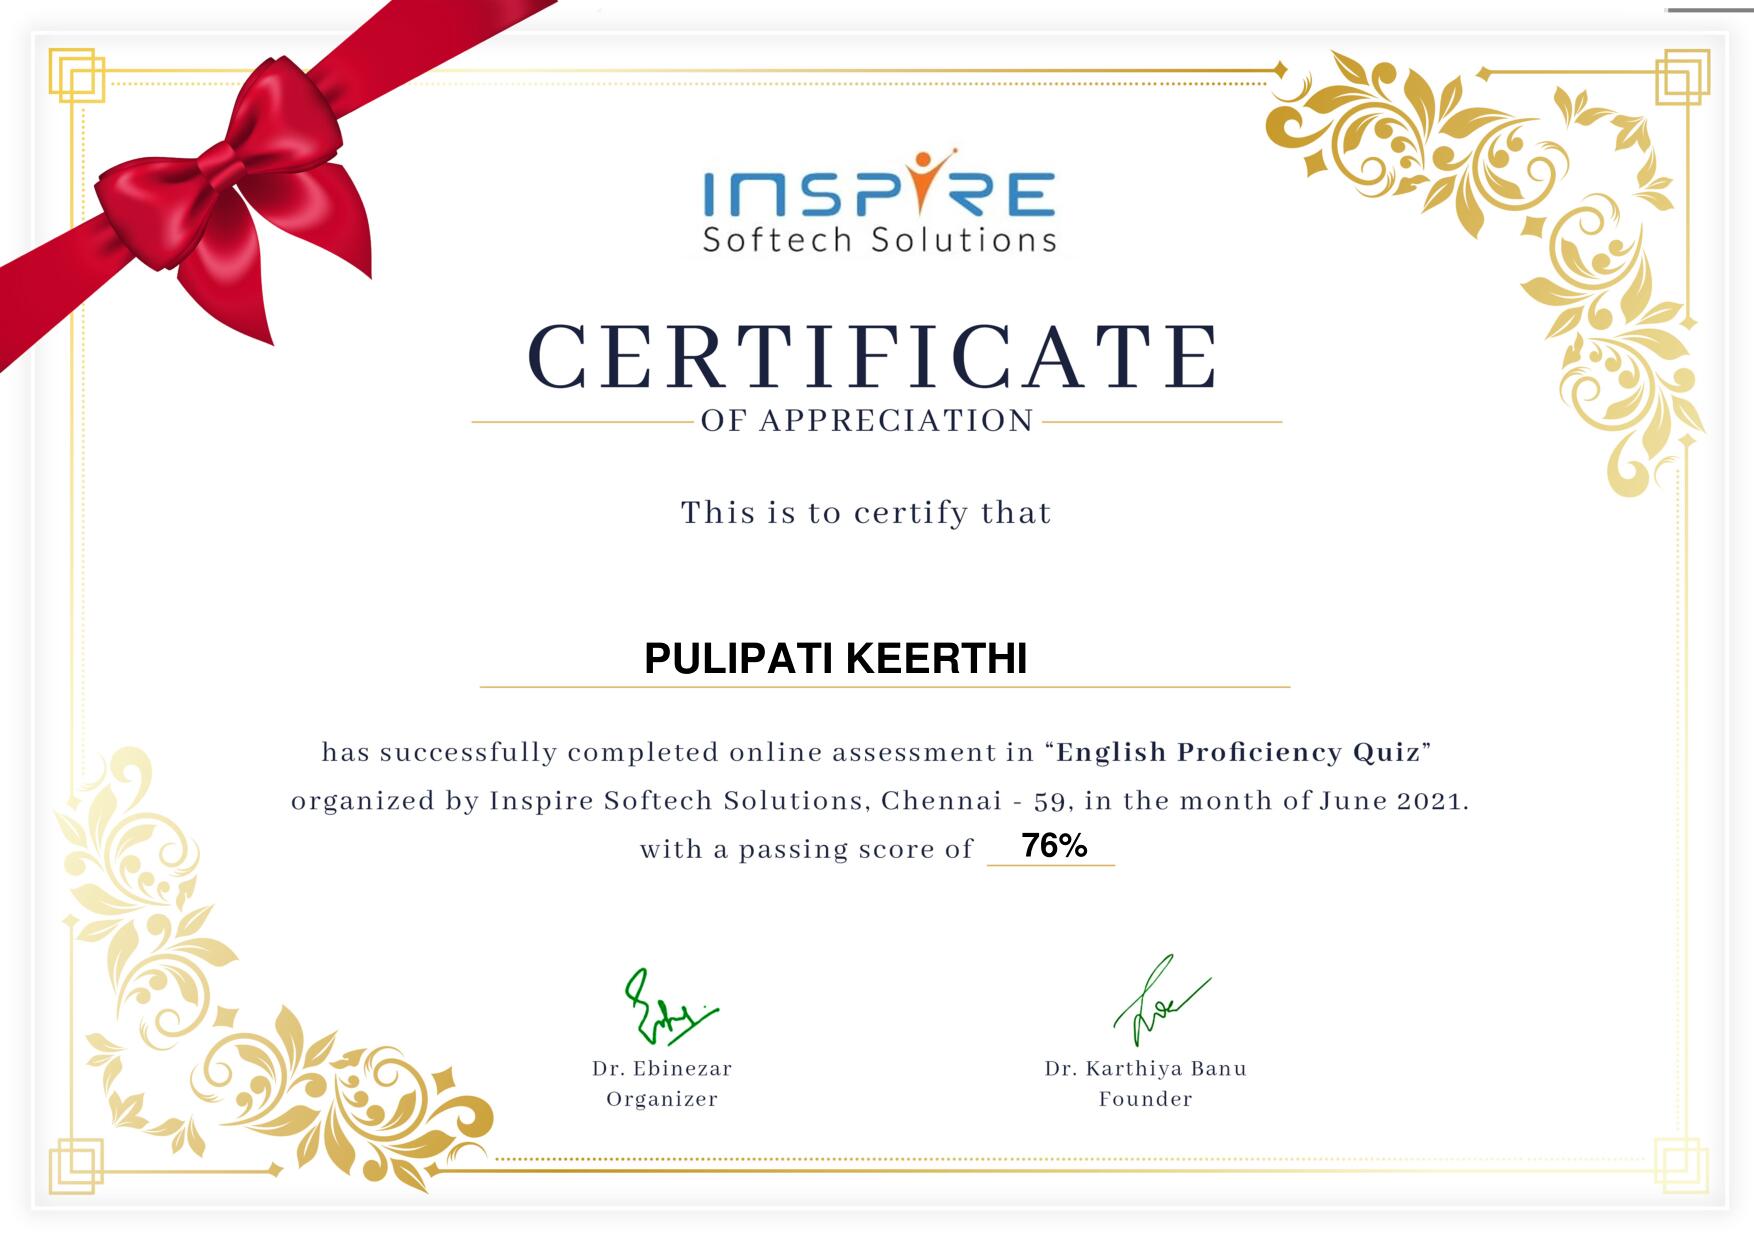 INSPIRE
Softech Solutions
CERTIFICATE
OF APPRECIATION
This is to certify that
PULIPATI KEERTHI
has successfully completed online assessment in “English Proficiency Quiz”
organized by Inspire Softech Solutions, Chennai - 59, in the month of June 2021.
with a passing score of 76%
Dr. Ebinezar
Organizer
Dr. Karthiya Banu
Founder